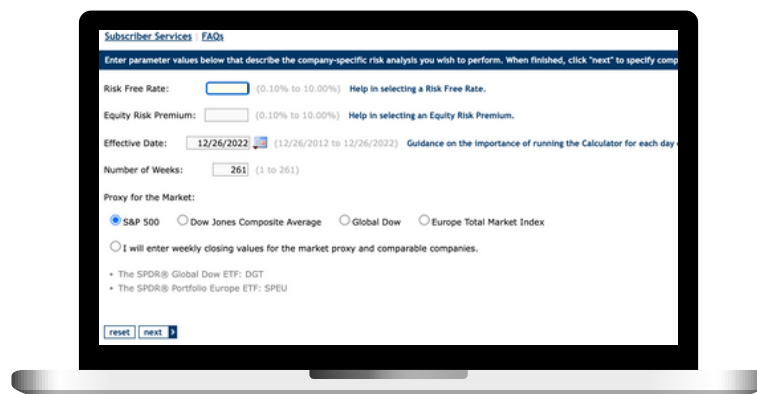 Subscriber Services | FAQs
Enter parameter values below that describe the company-specific risk analysis you wish to perform. When finished, click "next" to specify comp
Risk Free Rate: (0.10% to 10.00%) Help in selecting a Risk Free Rate.
Equity Risk Premium: (0.10% to 10.00%) Help in selecting an Equity Risk Premium.
Effective Date: 12/26/2022 (12/26/2012 to 12/26/2022) Guidance on the importance of running the Calculator for each day
Number of Weeks: 261 (1 to 261)
Proxy for the Market:
S&P 500 Dow Jones Composite Average Global Dow Europe Total Market Index
I will enter weekly closing values for the market proxy and comparable companies.
• The SPDR® Global Dow ETF: DGT
• The SPDR® Portfolio Europe ETF: SPEU
reset next